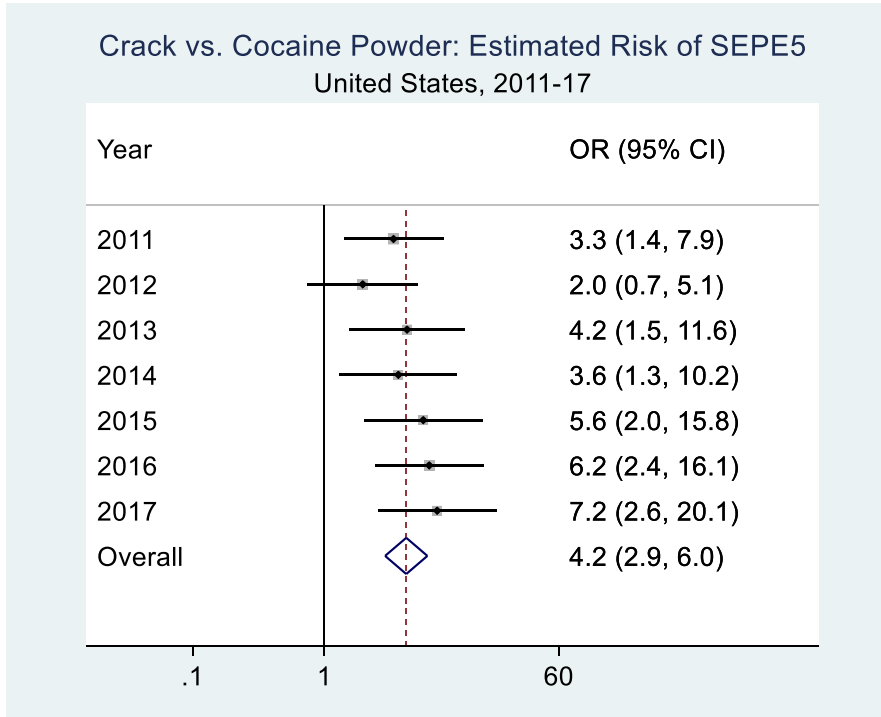 Crack vs. Cocaine Powder: Estimated Risk of SEPE5
United States, 2011-17
Year OR (95% CI)
2011 3.3 (1.4, 7.9)
2012 2.0 (0.7, 5.1)
2013 4.2 (1.5, 11.6)
2014 3.6 (1.3, 10.2)
2015 5.6 (2.0, 15.8)
2016 6.2 (2.4, 16.1)
2017 7.2 (2.6, 20.1)
Overall 4.2 (2.9, 6.0)
.1 1 60